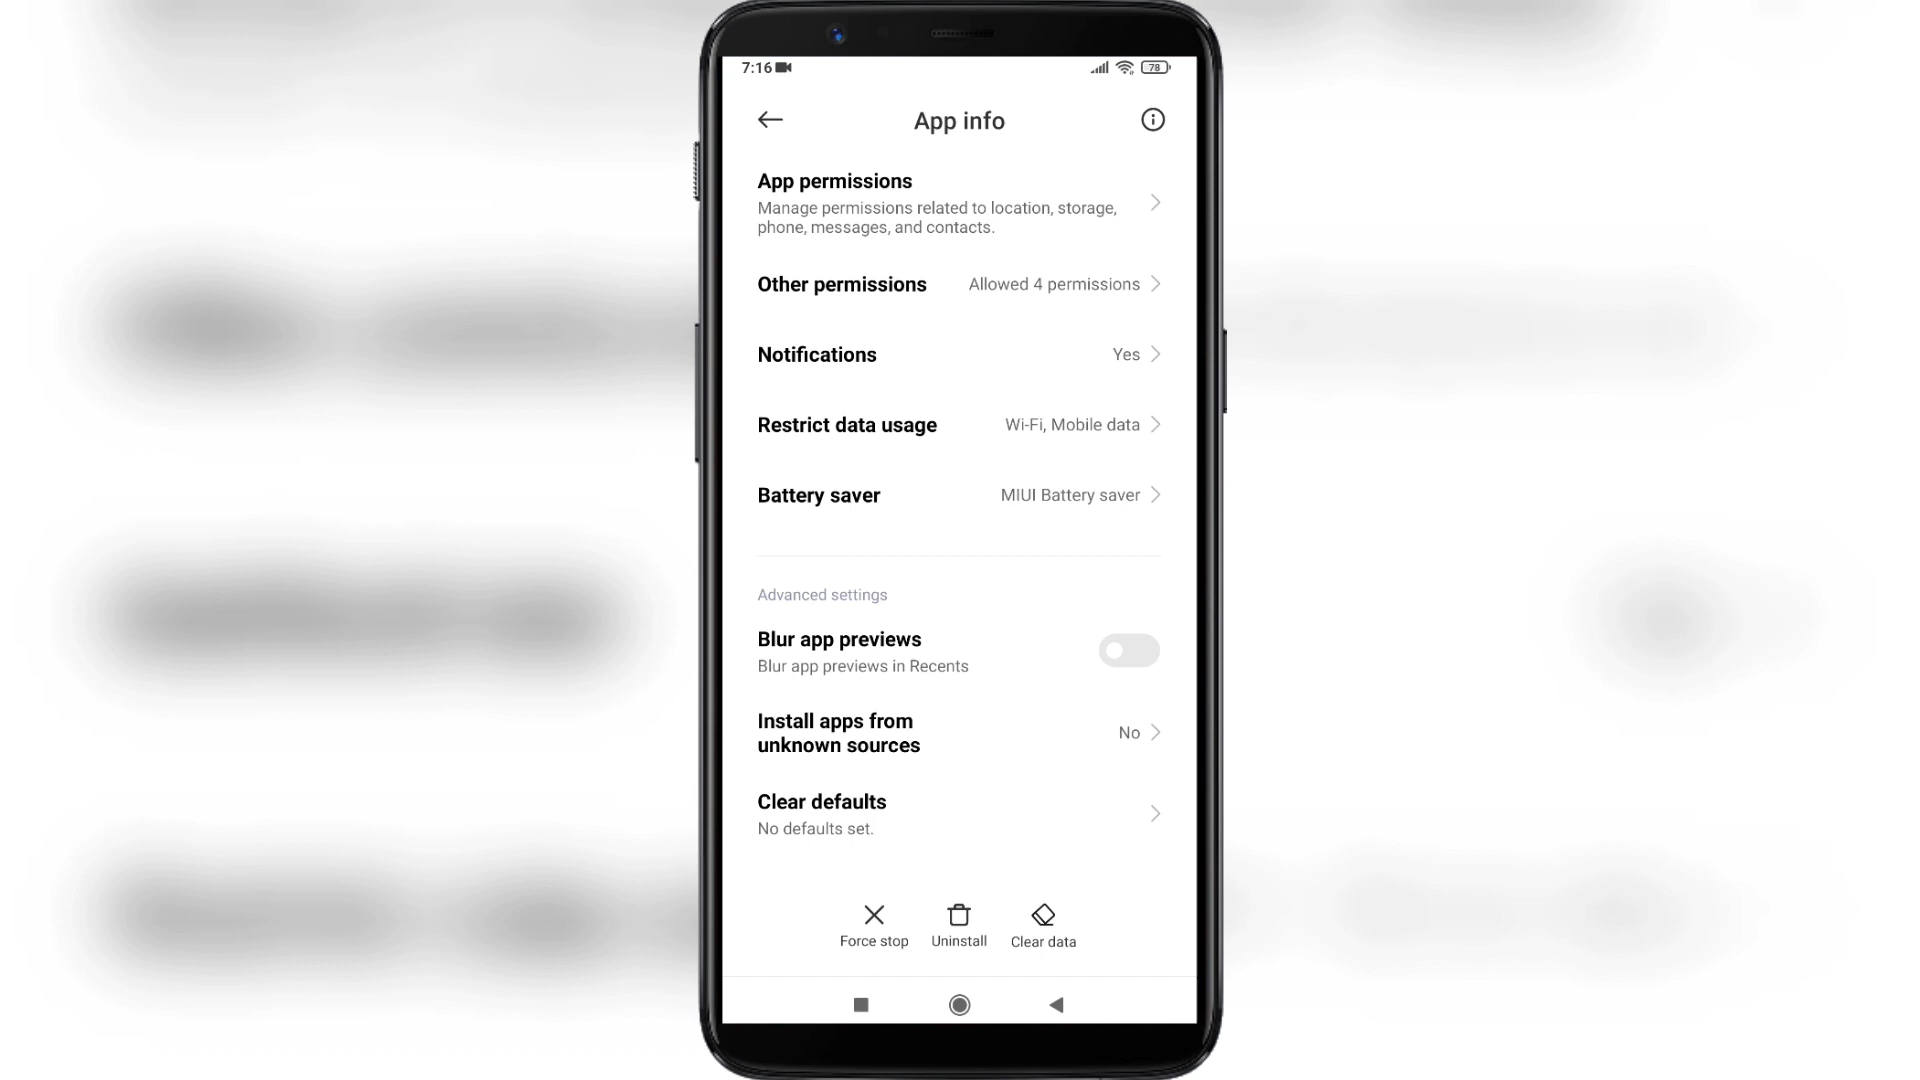 7:16
78
App info
App permissions
Manage permissions related to location, storage,
phone, messages, and contacts.
Other permissions
Allowed 4 permissions
Notifications
Yes
Restrict data usage
Wi-Fi, Mobile data
Battery saver
MIUI Battery saver
Advanced settings
Blur app previews
Blur app previews in Recents
Install apps from
unknown sources
No
Clear defaults
No defaults set.
Force stop
Uninstall
Clear data